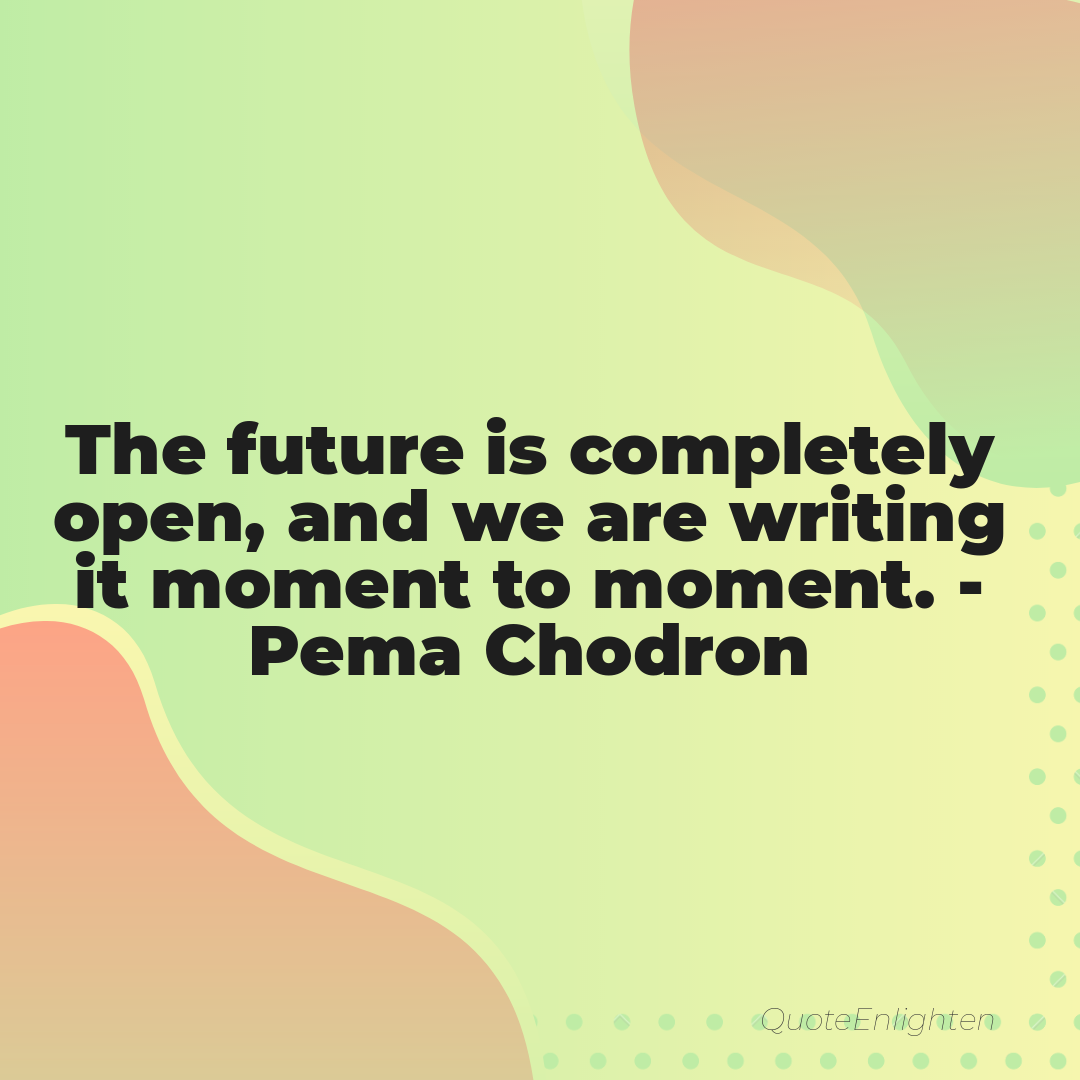 The future is completely
open, and we are writing
it moment to moment. -
Pema Chodron
QuoteEnlighten